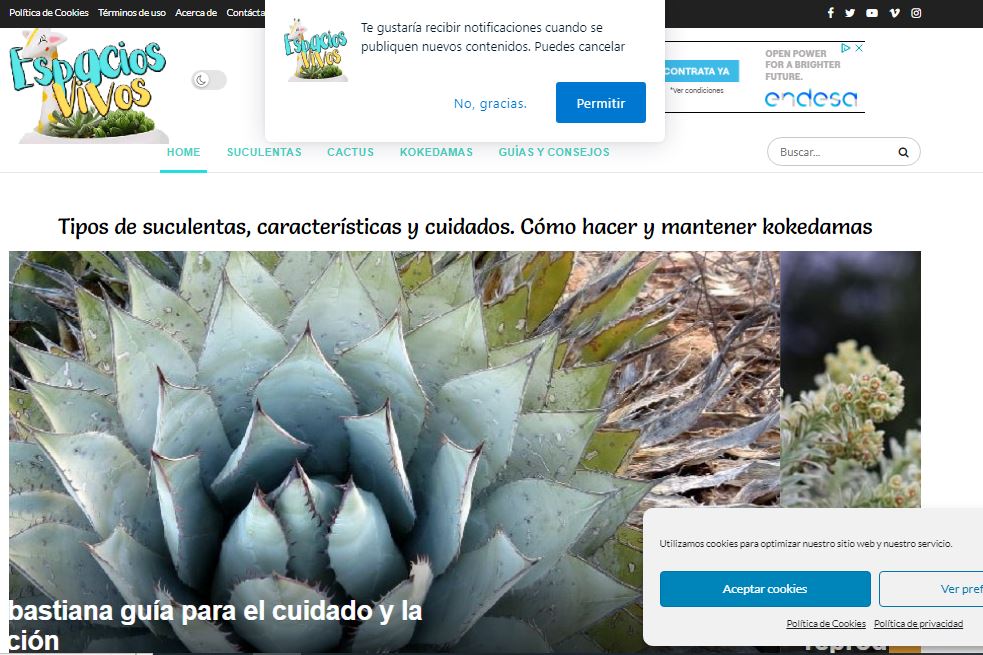 Política de Cookies Términos de uso Acerca de Contácta
Espacios
Vivos
Espacios
Vivos
Te gustaría recibir notificaciones cuando se
publiquen nuevos contenidos. Puedes cancelar
No, gracias.
Permitir
CONTRATA YA
*Ver condiciones
OPEN POWER
FOR A BRIGHTER
FUTURE.
endesa
HOME SUCULENTAS CACTUS KOKEDAMAS GUÍAS Y CONSEJOS
Buscar...
Tipos de suculentas, características y cuidados. Cómo hacer y mantener kokedamas
bastiana guía para el cuidado y la
ción
Utilizamos cookies para optimizar nuestro sitio web y nuestro servicio.
Aceptar cookies
Ver pref
Política de Cookies Política de privacidad